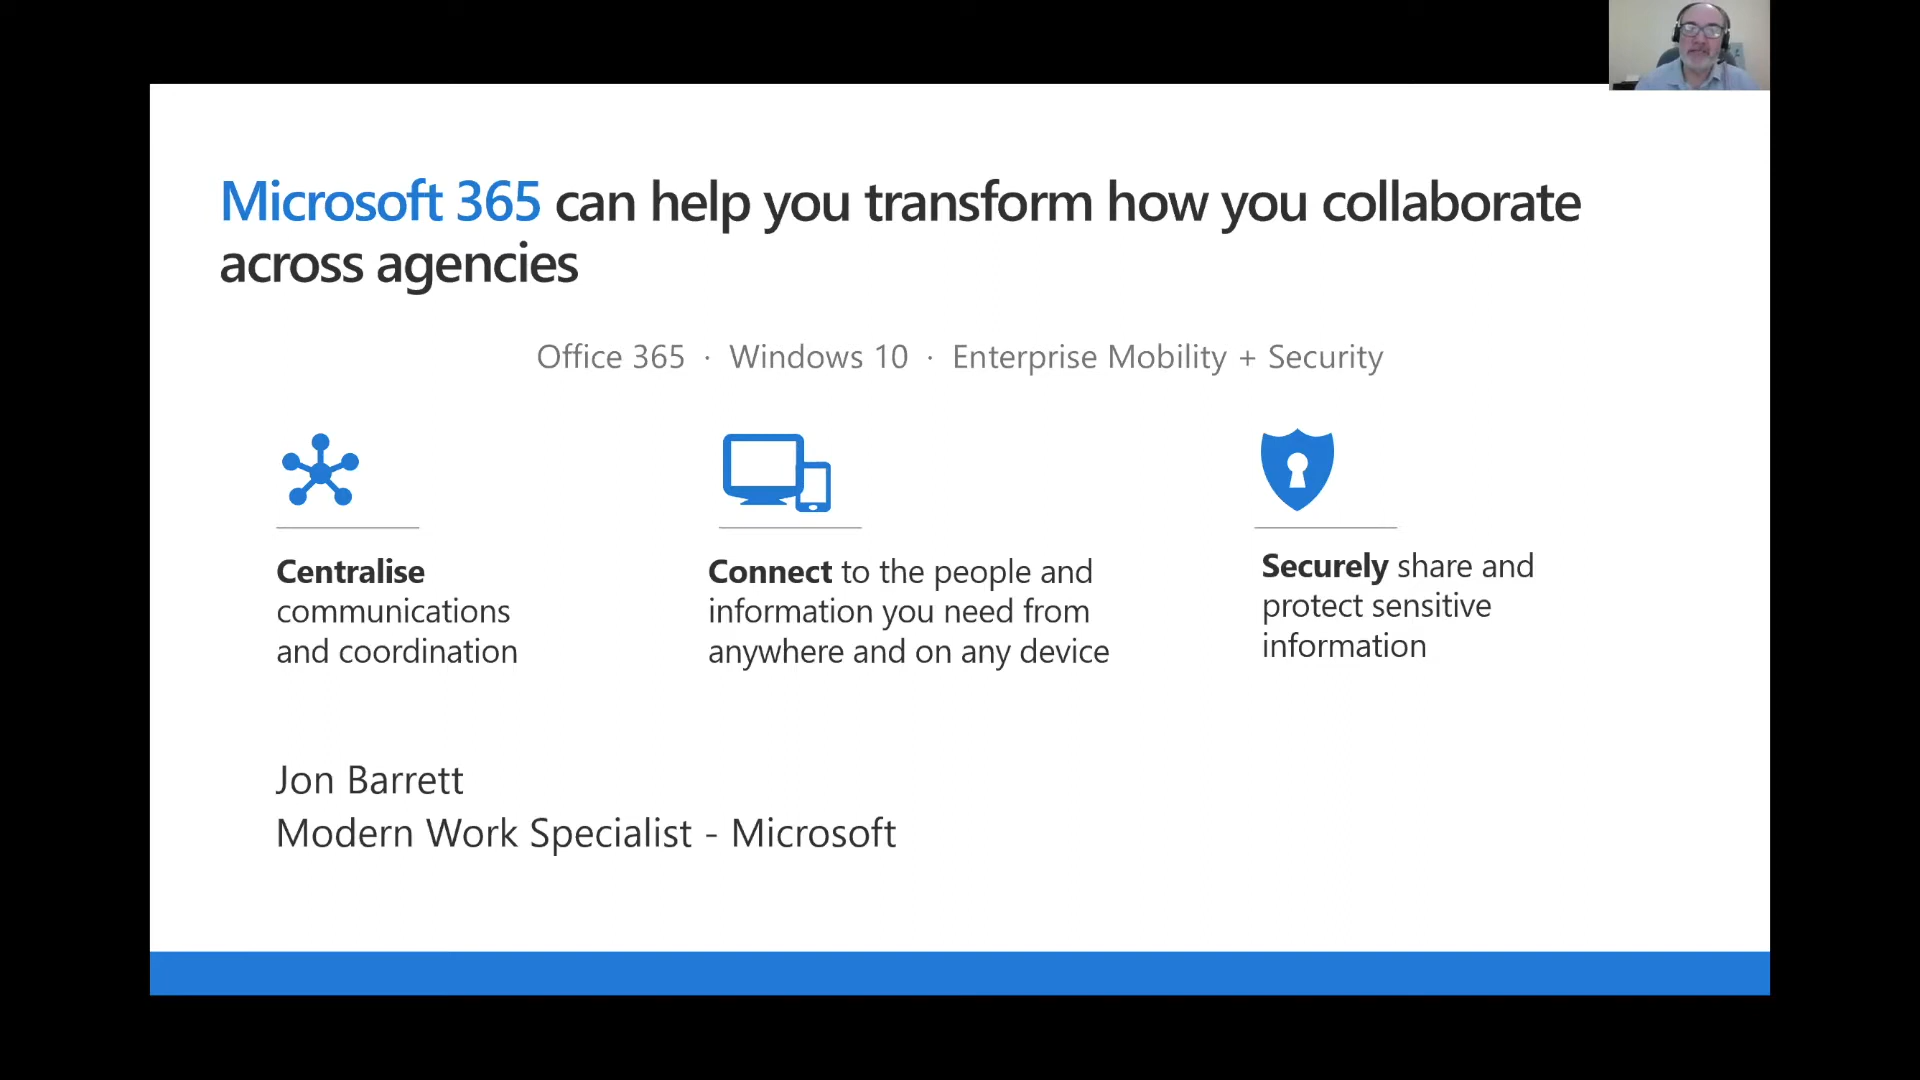 Microsoft 365 can help you transform how you collaborate
across agencies
Office 365 · Windows 10 · Enterprise Mobility + Security
Centralise
communications
and coordination
Connect to the people and
information you need from
anywhere and on any device
Securely share and
protect sensitive
information
Jon Barrett
Modern Work Specialist - Microsoft